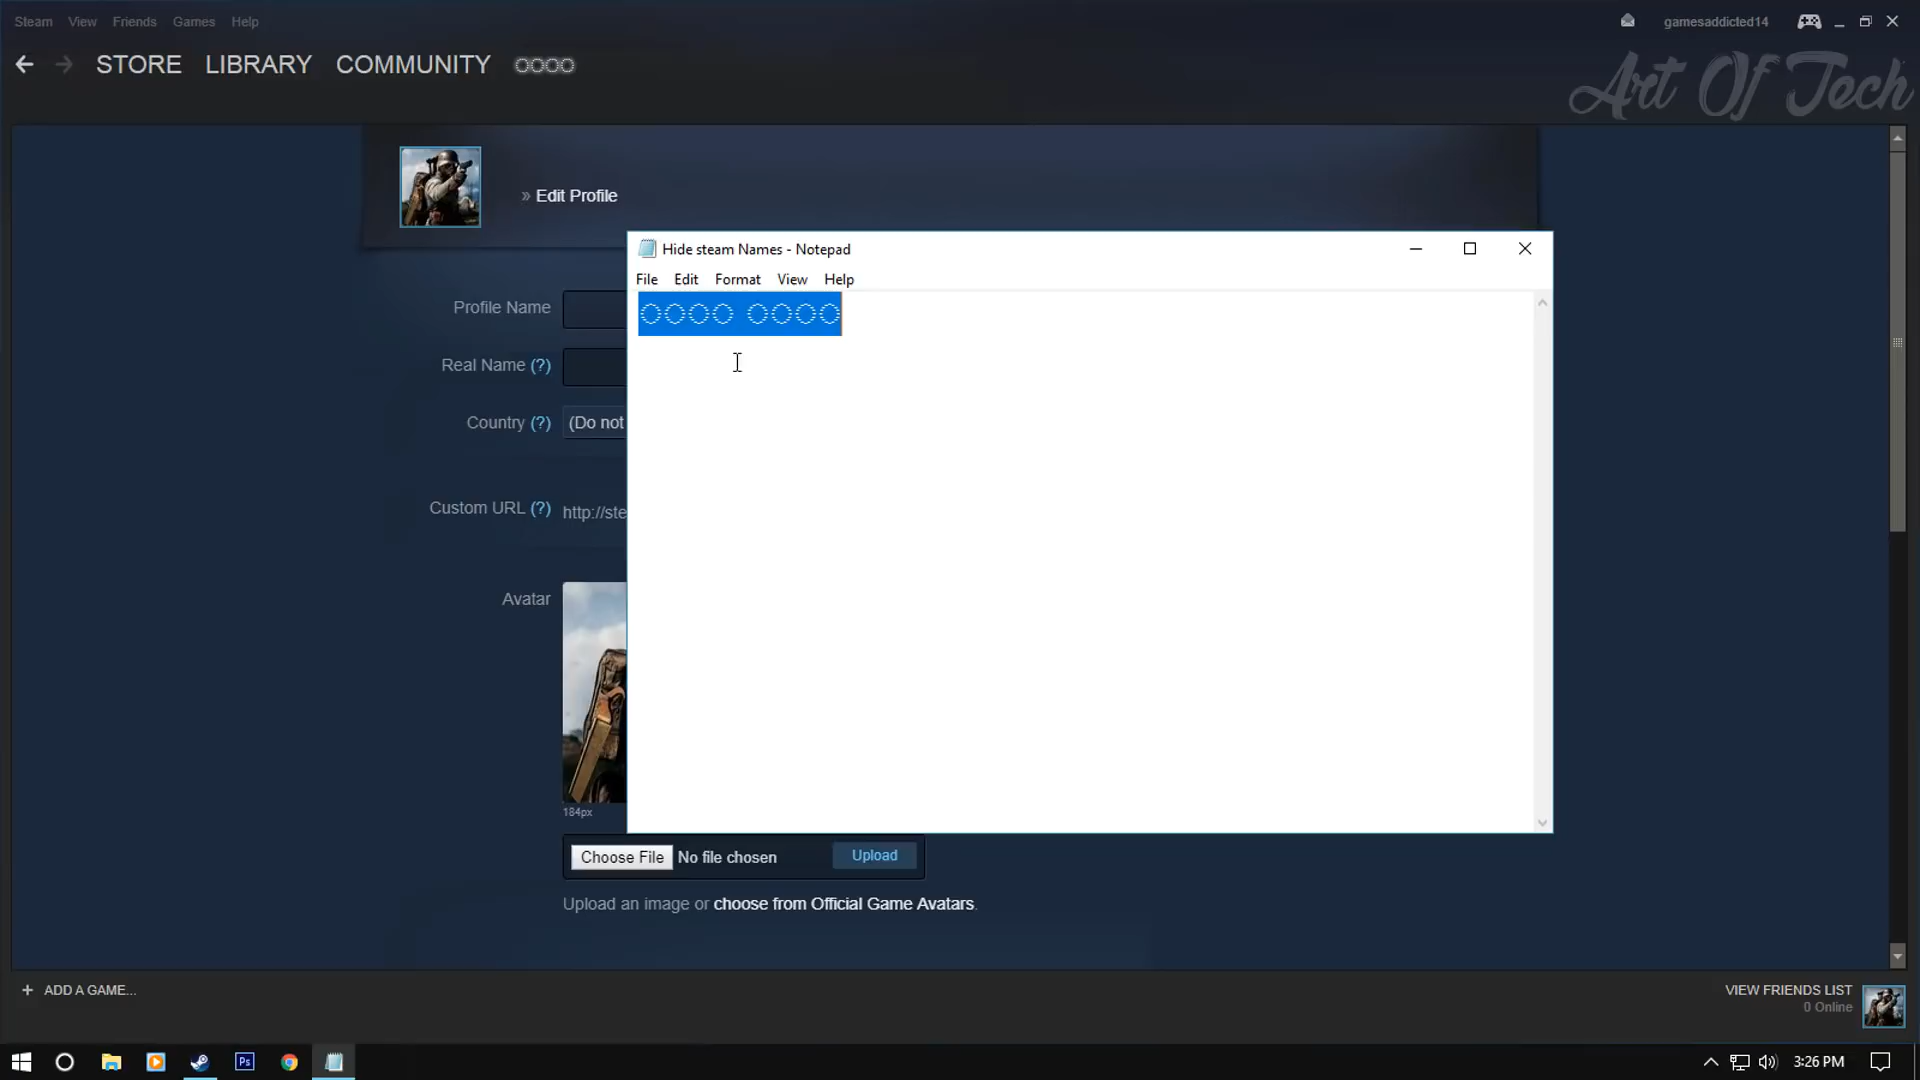 Steam View Friends Games Help
gamesaddicted14
STORE LIBRARY COMMUNITY ◌◌◌◌
Art Of Tech
» Edit Profile
Hide steam Names - Notepad
File Edit Format View Help
◌◌◌◌ ◌◌◌◌
Profile Name
Real Name (?)
Country (?) (Do not
Custom URL (?) http://ste
Avatar
184px
Choose File No file chosen Upload
Upload an image or choose from Official Game Avatars.
+ ADD A GAME...
VIEW FRIENDS LIST
0 Online
Ps
3:26 PM